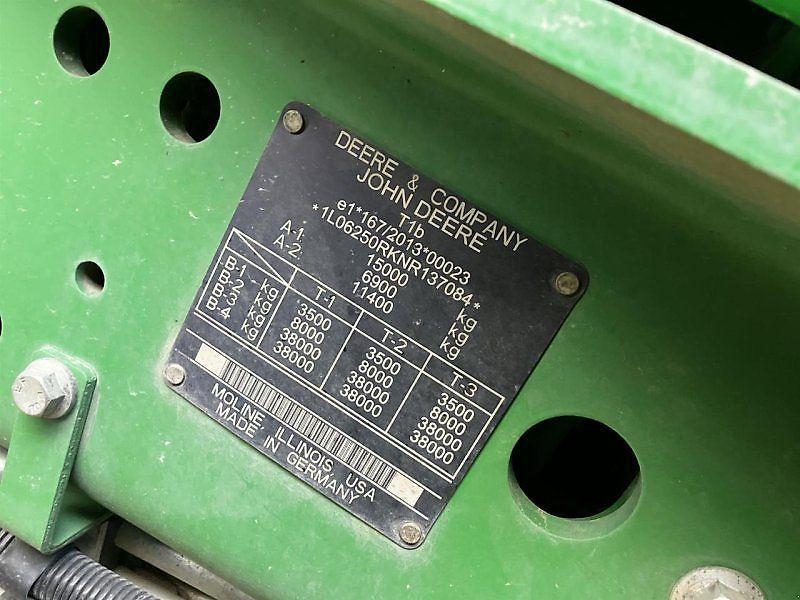 DEERE & COMPANY
JOHN DEERE
T1b
e1*167/2013*00023
*1L06250RKNR137084*
15000 kg
A-1: 6900 kg
A-2: 11400 kg
T-1 T-2 T-3
B-1 kg 3500 3500 3500
B-2 kg 8000 8000 8000
B-3 kg 38000 38000 38000
B-4 kg 38000 38000 38000
MOLINE, ILLINOIS USA
MADE IN GERMANY